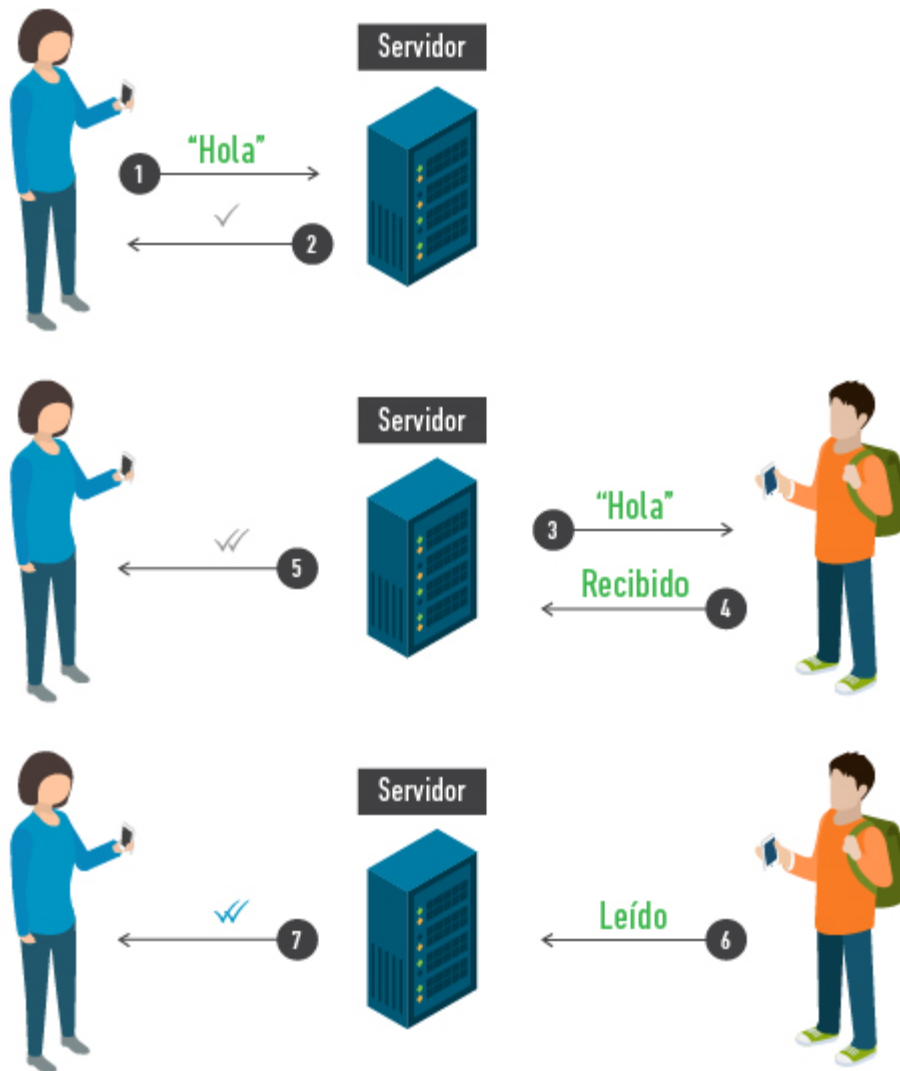 Servidor
“Hola”
1
2
Servidor
3
“Hola”
5
Recibido
4
Servidor
7
Leído
6